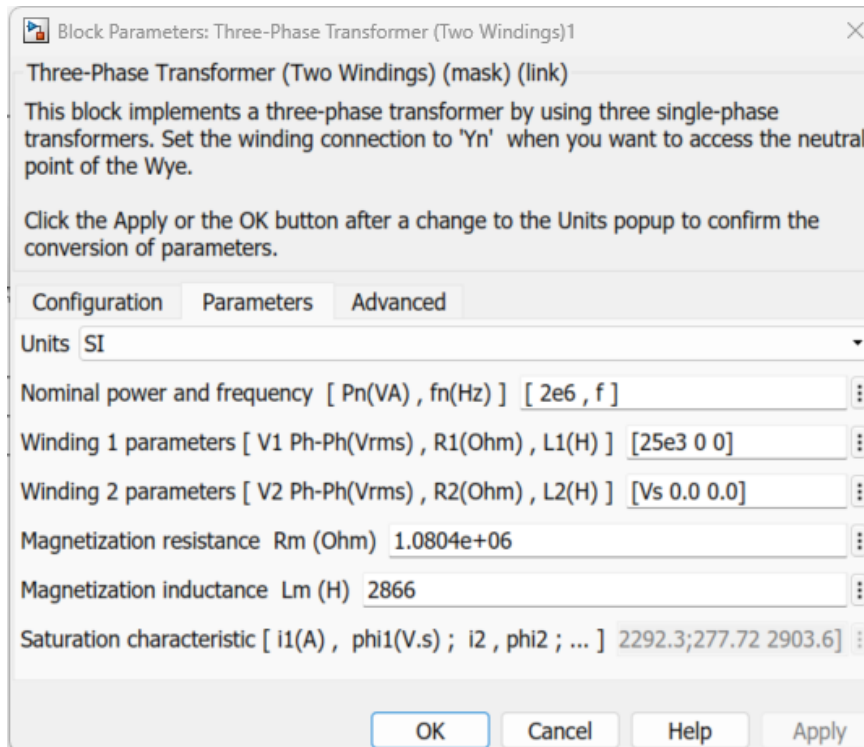 Block Parameters: Three-Phase Transformer (Two Windings)1
Three-Phase Transformer (Two Windings) (mask) (link)
This block implements a three-phase transformer by using three single-phase
transformers. Set the winding connection to 'Yn' when you want to access the neutral
point of the Wye.
Click the Apply or the OK button after a change to the Units popup to confirm the
conversion of parameters.
Configuration Parameters Advanced
Units SI
Nominal power and frequency [ Pn(VA) , fn(Hz) ] [ 2e6 , f ]
Winding 1 parameters [ V1 Ph-Ph(Vrms) , R1(Ohm) , L1(H) ] [25e3 0 0]
Winding 2 parameters [ V2 Ph-Ph(Vrms) , R2(Ohm) , L2(H) ] [Vs 0.0 0.0]
Magnetization resistance Rm (Ohm) 1.0804e+06
Magnetization inductance Lm (H) 2866
Saturation characteristic [ i1(A) , phi1(V.s) ; i2 , phi2 ; ... ] 2292.3;277.72 2903.6]
OK Cancel Help Apply